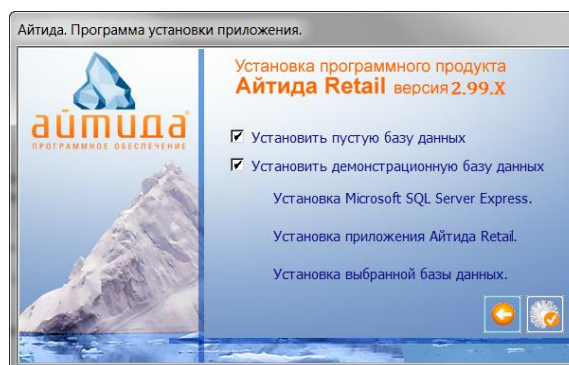 Айтида. Программа установки приложения.
айтида
ПРОГРАММНОЕ ОБЕСПЕЧЕНИЕ
Установка программного продукта
Айтида Retail версия 2.99.X
Установить пустую базу данных
Установить демонстрационную базу данных
Установка Microsoft SQL Server Express.
Установка приложения Айтида Retail.
Установка выбранной базы данных.